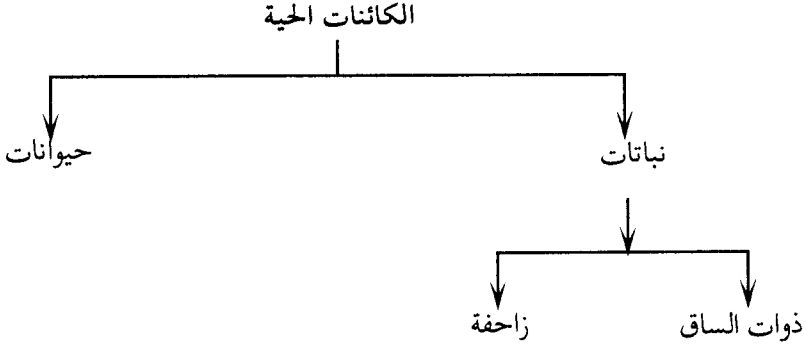 الكائنات الحية
نباتات
حيوانات
ذوات الساق
زاحفة